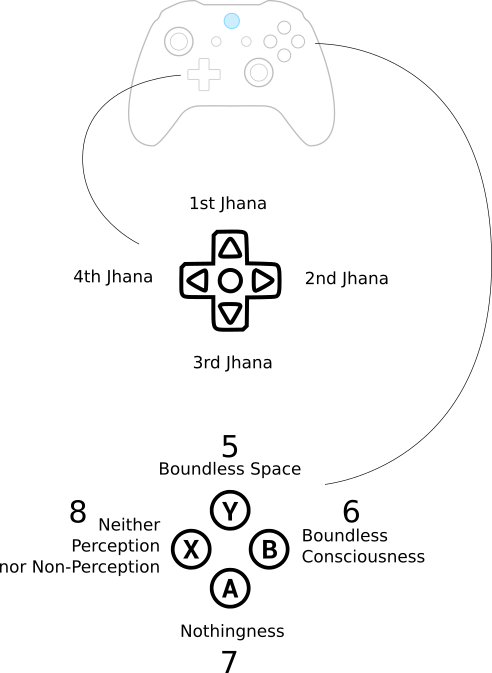 1st Jhana
4th Jhana
2nd Jhana
3rd Jhana
5
Boundless Space
8
Neither
Perception
nor Non-Perception
Y
X
B
A
6
Boundless
Consciousness
Nothingness
7